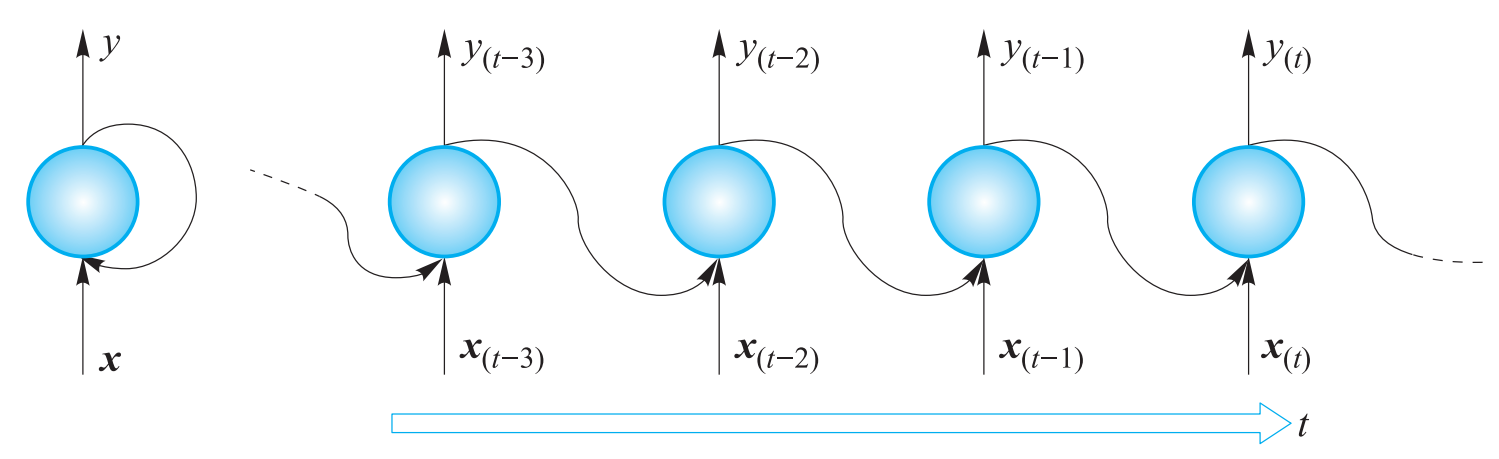 y
y(t−3)
y(t−2)
y(t−1)
y(t)
x
x(t−3)
x(t−2)
x(t−1)
x(t)
t